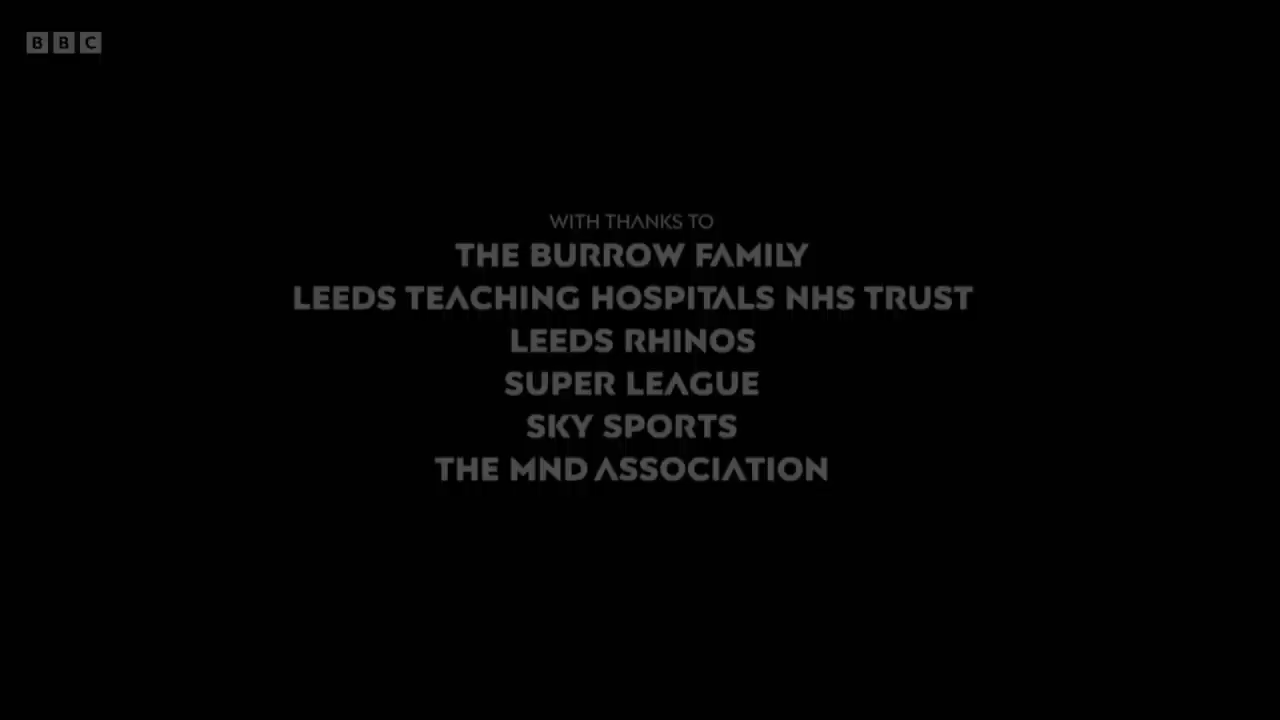 BBC
WITH THANKS TO
THE BURROW FAMILY
LEEDS TEACHING HOSPITALS NHS TRUST
LEEDS RHINOS
SUPER LEAGUE
SKY SPORTS
THE MND ASSOCIATION